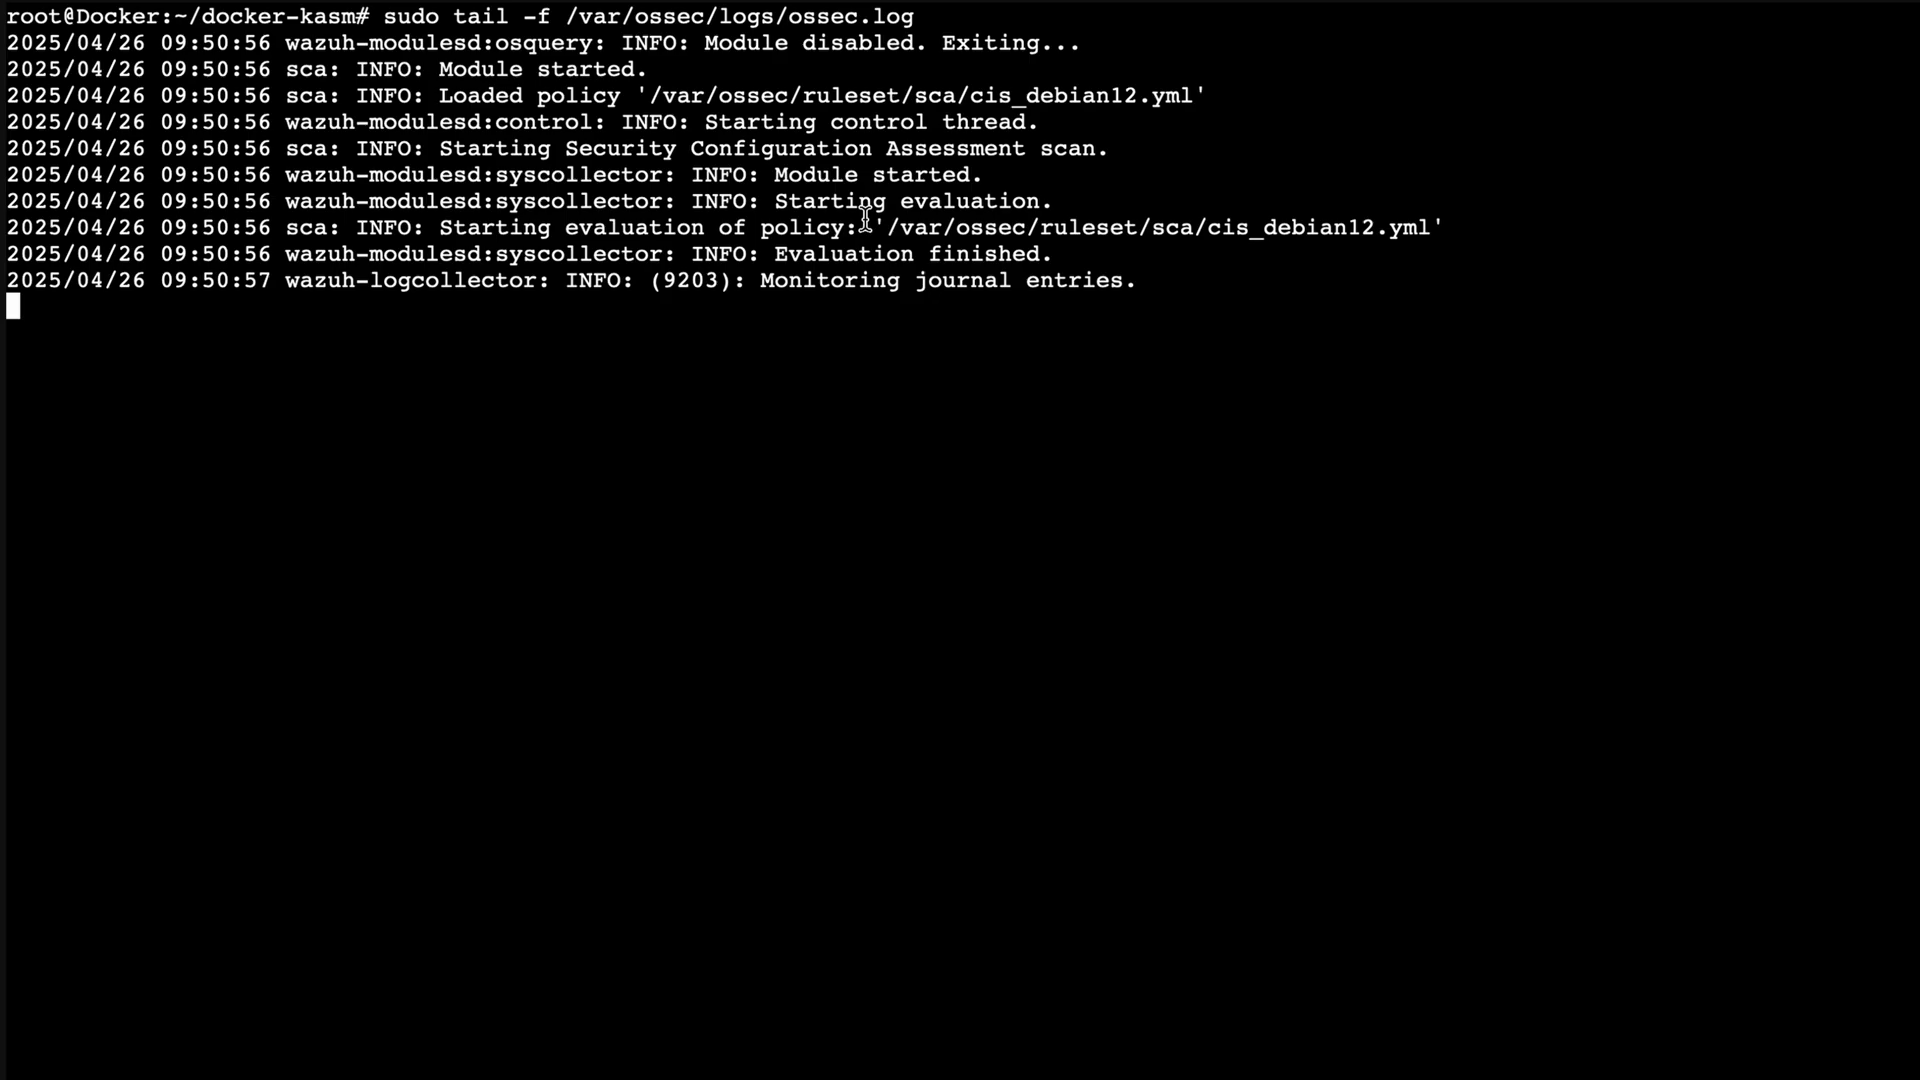 root@Docker:~/docker-kasm# sudo tail -f /var/ossec/logs/ossec.log
2025/04/26 09:50:56 wazuh-modulesd:osquery: INFO: Module disabled. Exiting...
2025/04/26 09:50:56 sca: INFO: Module started.
2025/04/26 09:50:56 sca: INFO: Loaded policy '/var/ossec/ruleset/sca/cis_debian12.yml'
2025/04/26 09:50:56 wazuh-modulesd:control: INFO: Starting control thread.
2025/04/26 09:50:56 sca: INFO: Starting Security Configuration Assessment scan.
2025/04/26 09:50:56 wazuh-modulesd:syscollector: INFO: Module started.
2025/04/26 09:50:56 wazuh-modulesd:syscollector: INFO: Starting evaluation.
2025/04/26 09:50:56 sca: INFO: Starting evaluation of policy: '/var/ossec/ruleset/sca/cis_debian12.yml'
2025/04/26 09:50:56 wazuh-modulesd:syscollector: INFO: Evaluation finished.
2025/04/26 09:50:57 wazuh-logcollector: INFO: (9203): Monitoring journal entries.